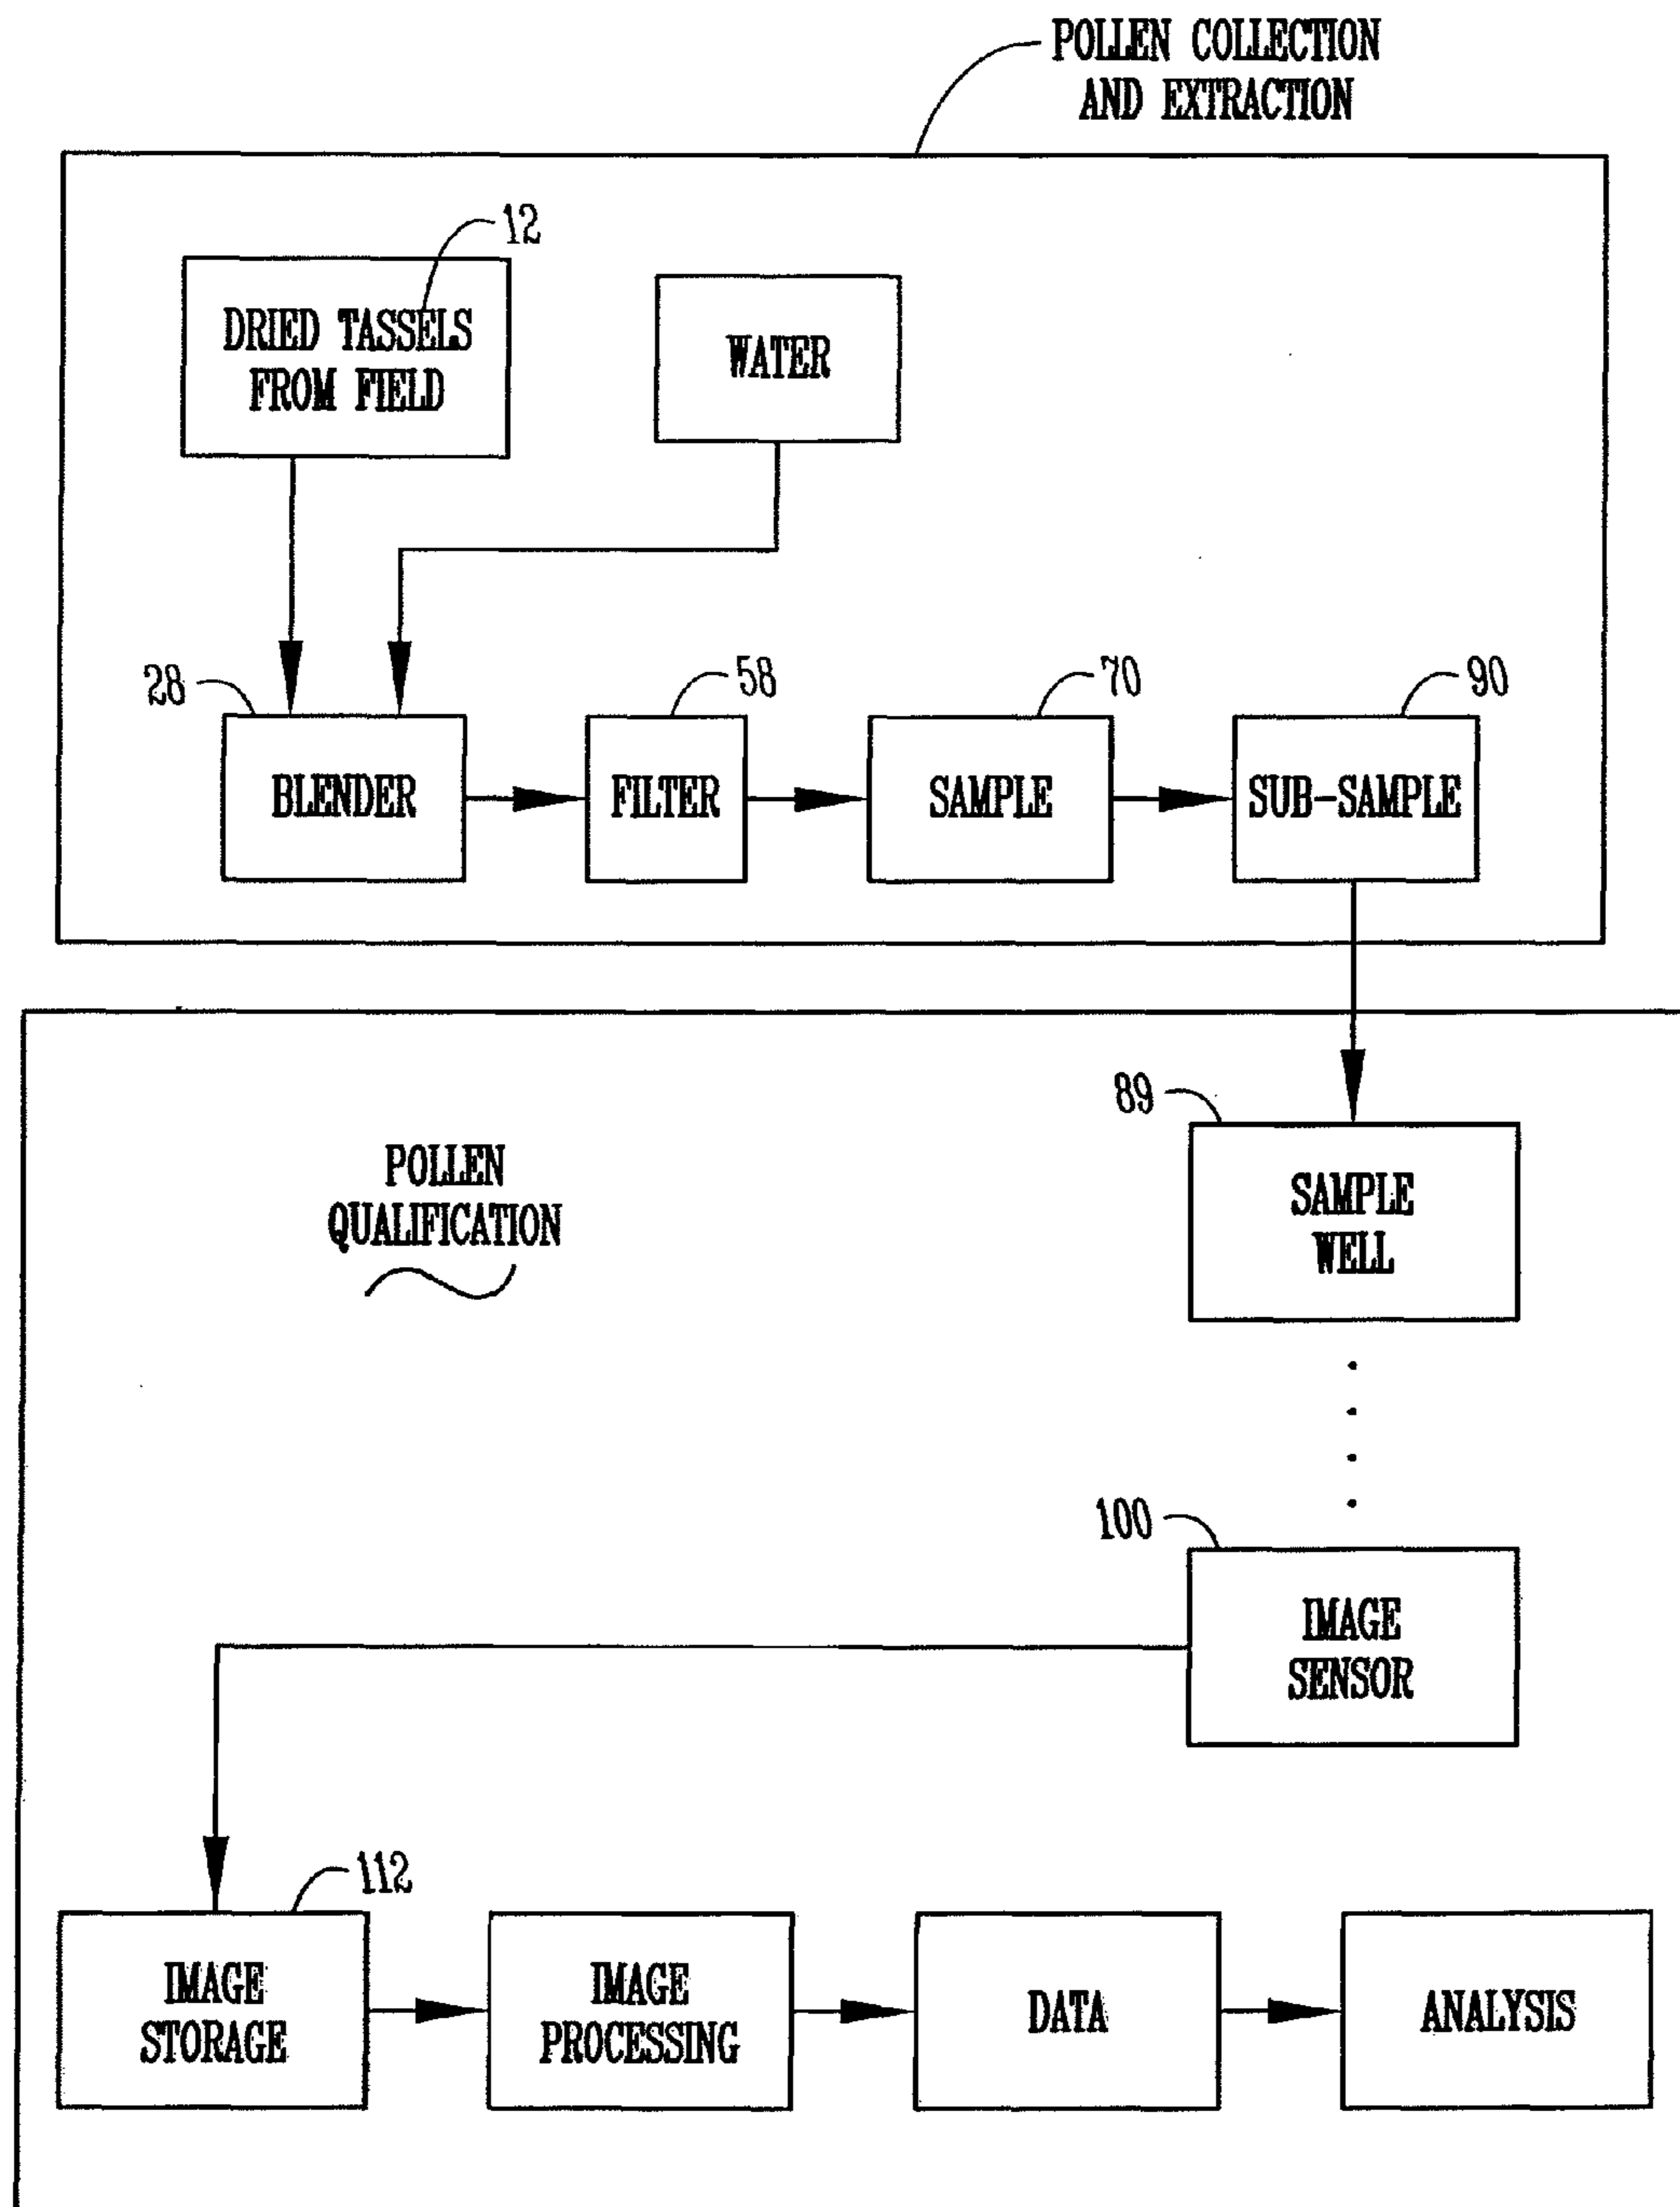 POLLEN COLLECTION
AND EXTRACTION
12
DRIED TASSELS
FROM FIELD
WATER
28
58
70
90
BLENDER
FILTER
SAMPLE
SUB-SAMPLE
89
POLLEN
QUALIFICATION
SAMPLE
WELL
100
IMAGE
SENSOR
112
IMAGE
STORAGE
IMAGE
PROCESSING
DATA
ANALYSIS